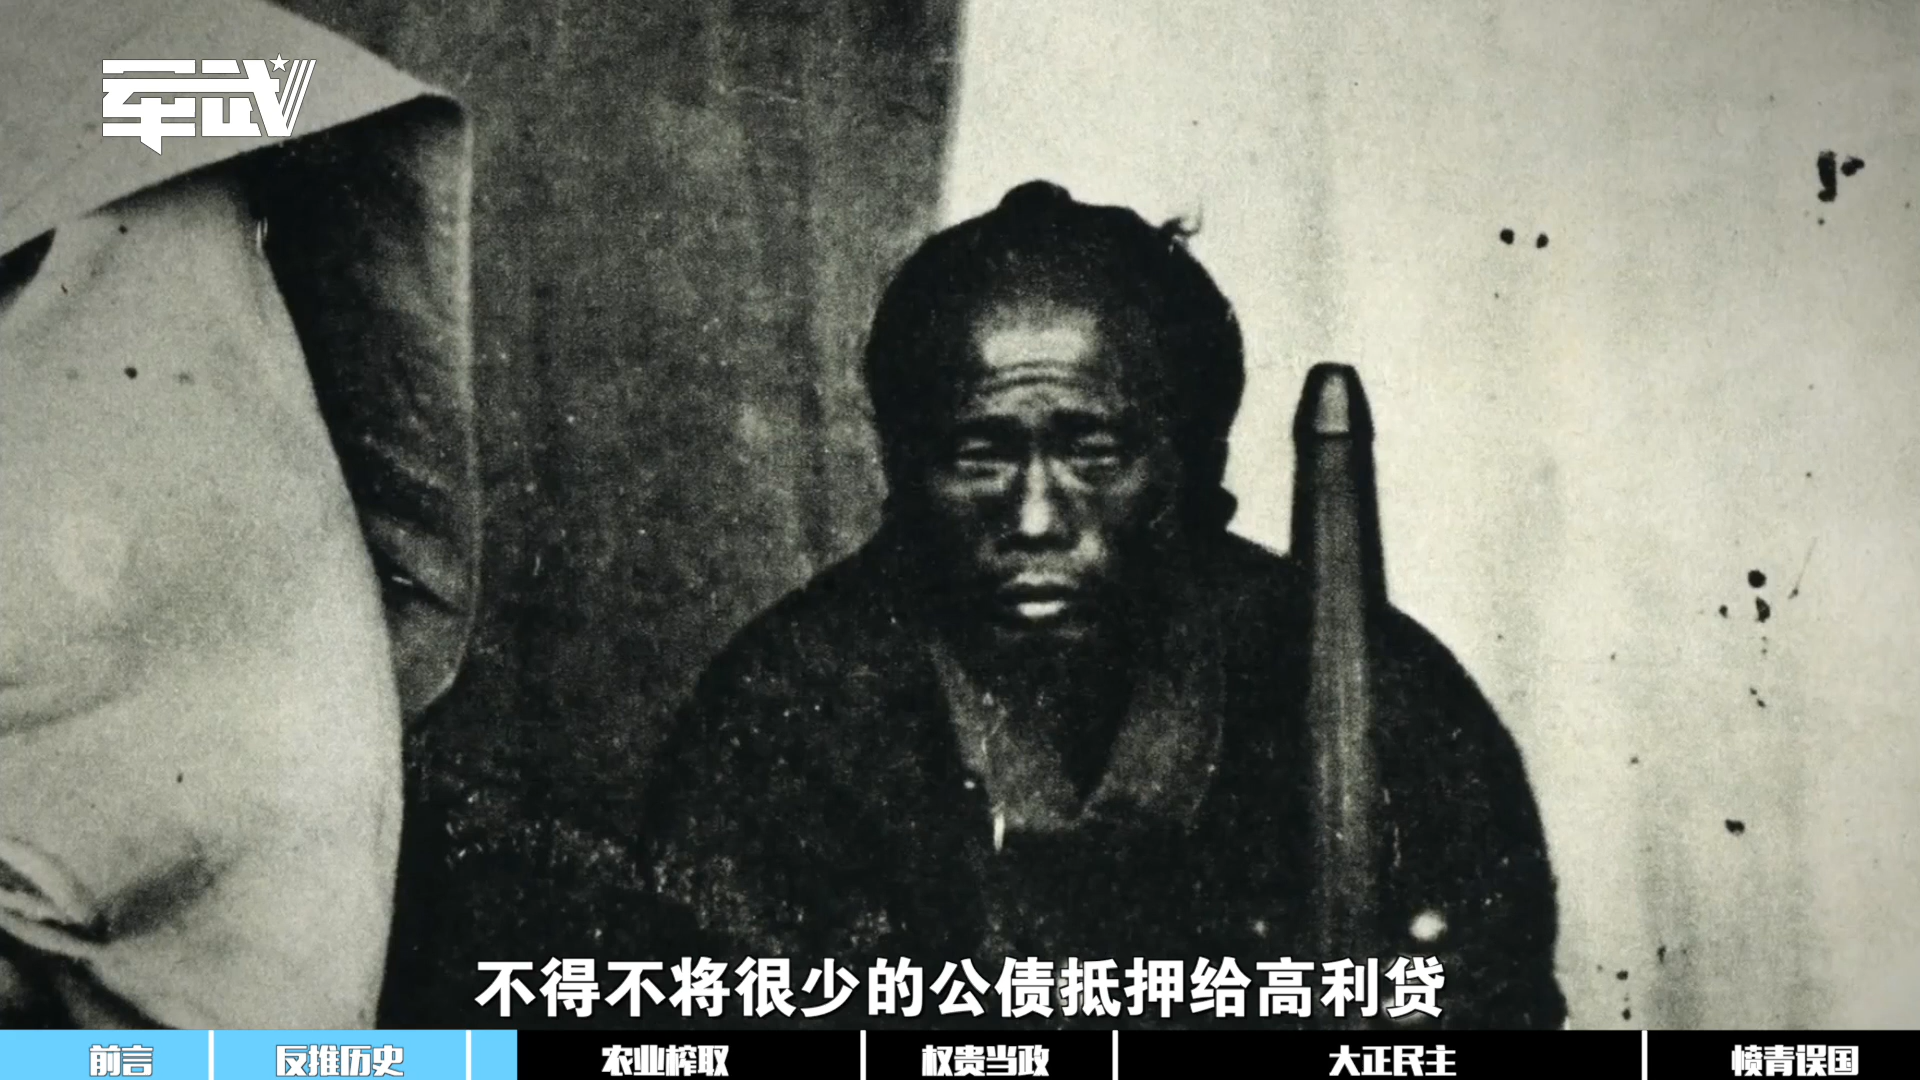 军武
不得不将很少的公债抵押给高利贷
前言
反推历史
农业榨取
权贵当政
大正民主
愤青误国